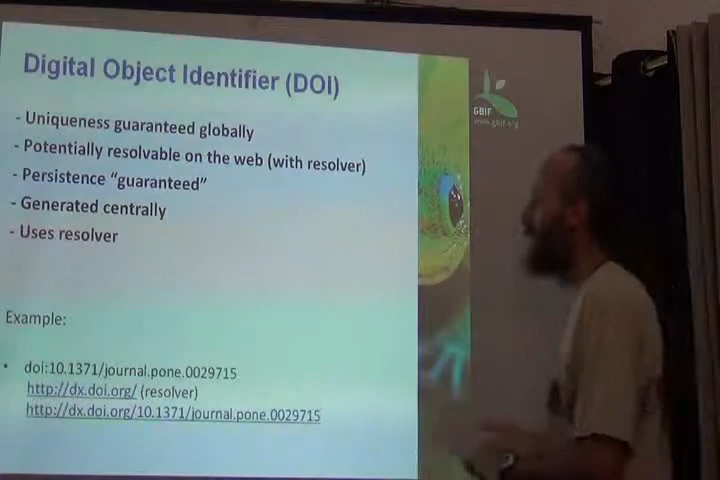 Digital Object Identifier (DOI)
- Uniqueness guaranteed globally
- Potentially resolvable on the web (with resolver)
- Persistence “guaranteed”
- Generated centrally
- Uses resolver
Example:
• doi:10.1371/journal.pone.0029715
http://dx.doi.org/ (resolver)
http://dx.doi.org/10.1371/journal.pone.0029715
GBIF
www.gbif.org